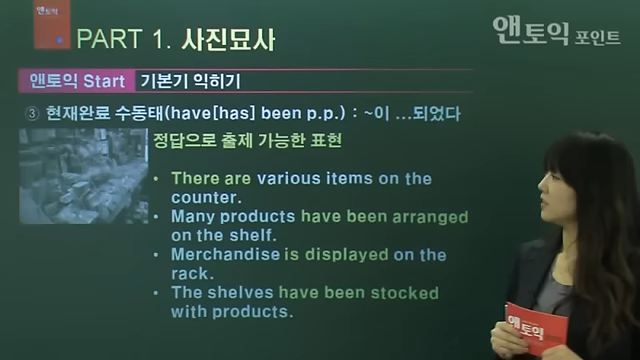 앤토익
PART 1. 사진묘사
앤토익 포인트
앤토익 Start 기본기 익히기
③ 현재완료 수동태(have[has] been p.p.) : ~이 …되었다
정답으로 출제 가능한 표현
• There are various items on the
counter.
• Many products have been arranged
on the shelf.
• Merchandise is displayed on the
rack.
• The shelves have been stocked
with products.
앤토익